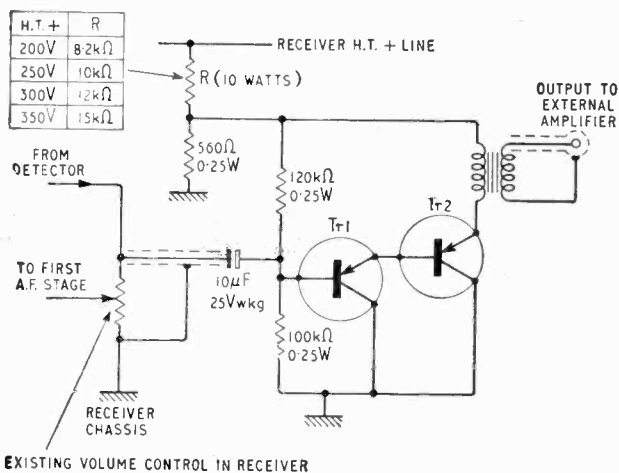 H.T.+ R
200V 8·2kΩ
250V 10kΩ
300V 12kΩ
350V 15kΩ
RECEIVER H.T. + LINE
R (10 WATTS)
OUTPUT TO
EXTERNAL
AMPLIFIER
FROM
DETECTOR
560Ω
0·25W
120kΩ
0·25W
Tr1
Tr2
TO FIRST
A.F. STAGE
10μF
25Vwkg
100kΩ
0·25W
RECEIVER
CHASSIS
EXISTING VOLUME CONTROL IN RECEIVER